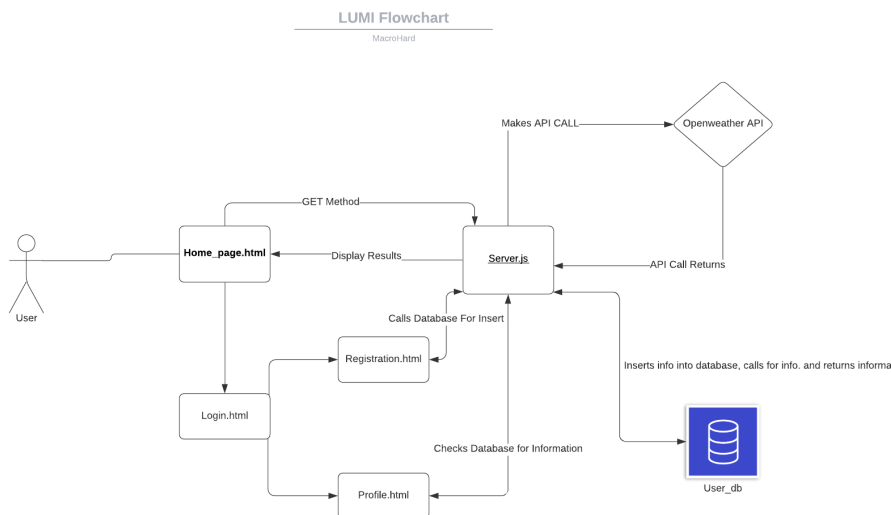 LUMI Flowchart
MacroHard
Makes API CALL
Openweather API
GET Method
Home_page.html
Display Results
Server.js
API Call Returns
User
Calls Database For Insert
Registration.html
Inserts info into database, calls for info. and returns informa
Login.html
Checks Database for Information
Profile.html
User_db